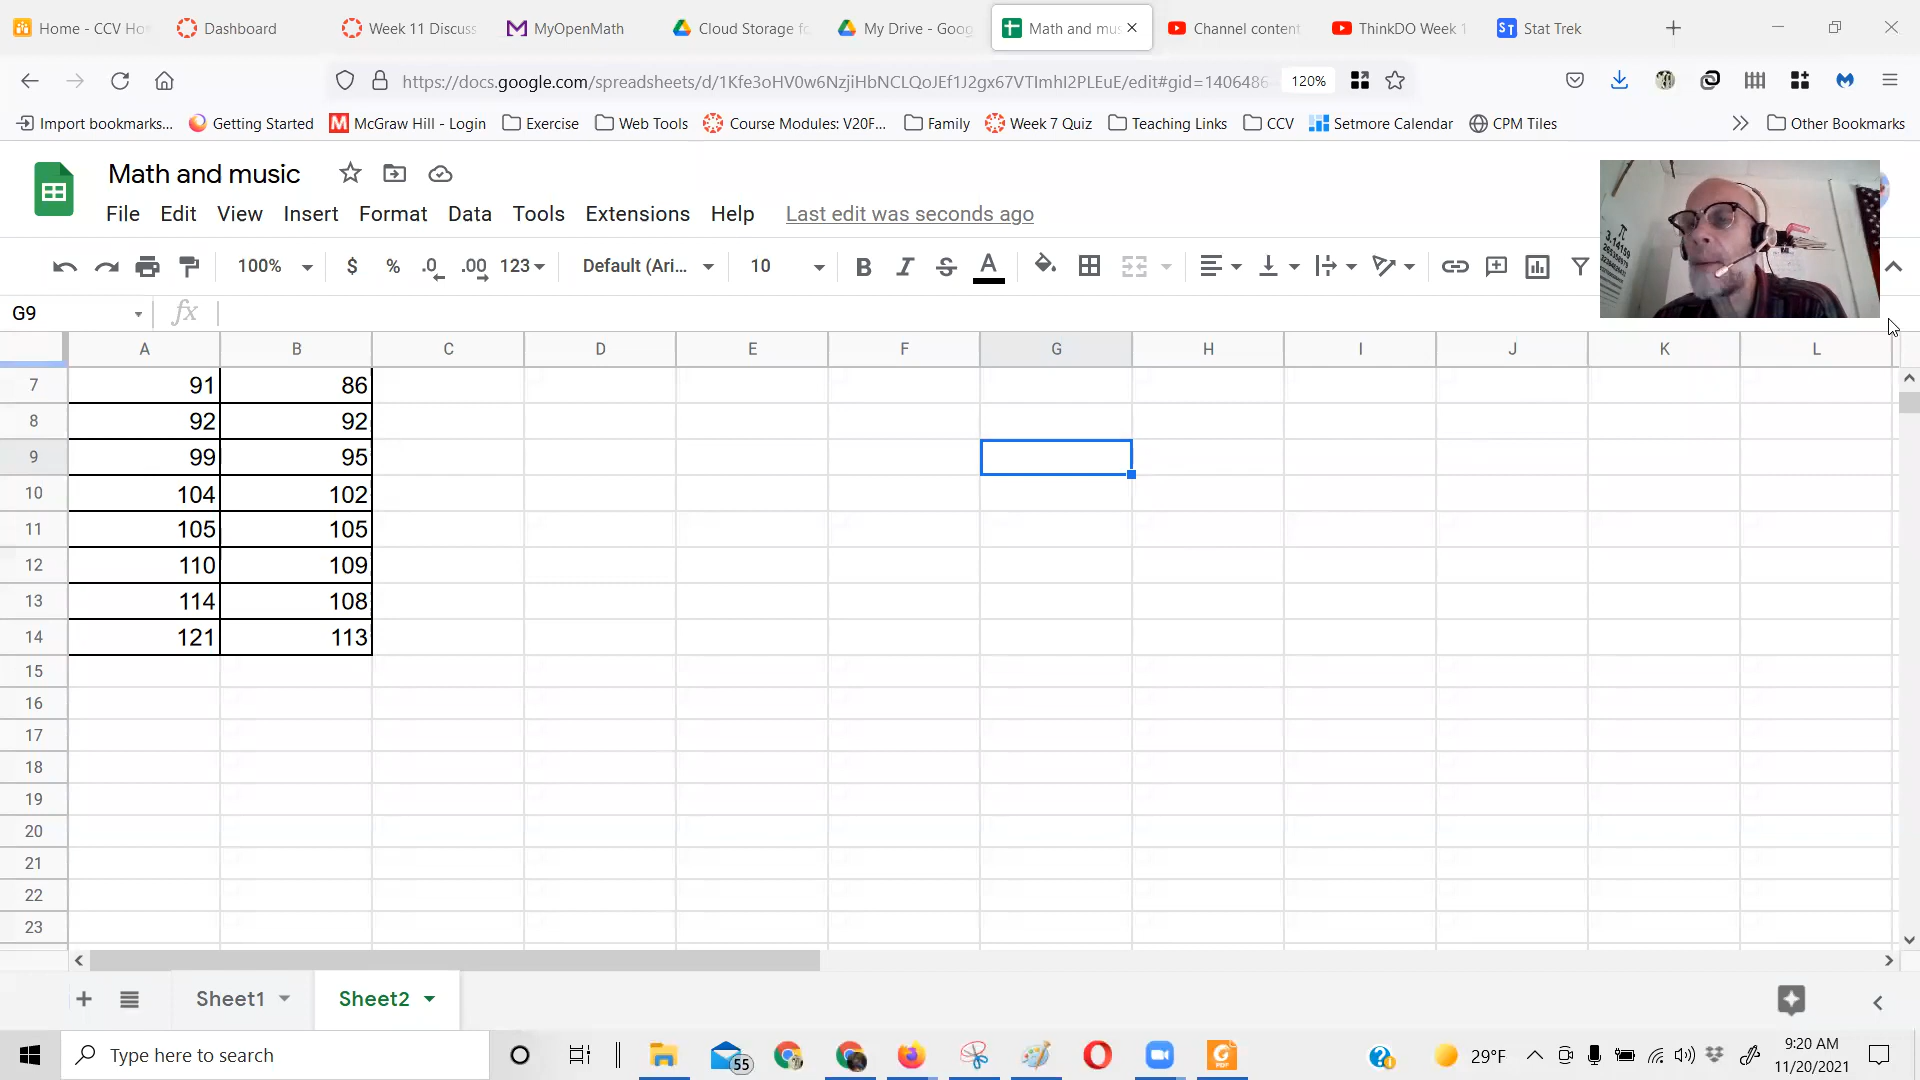 Home - CCV Ho
Dashboard
Week 11 Discuss
MyOpenMath
Cloud Storage fo
My Drive - Goog
Math and mus
Channel content
ThinkDO Week 1
ST Stat Trek
https://docs.google.com/spreadsheets/d/1Kfe3oHV0w6NzjiHbNCLQoJEf1J2gx67VTImhI2PLEuE/edit#gid=1406486
120%
Import bookmarks...
Getting Started
M McGraw Hill - Login
Exercise
Web Tools
Course Modules: V20F...
Family
Week 7 Quiz
Teaching Links
CCV
Setmore Calendar
CPM Tiles
Other Bookmarks
Math and music
File Edit View Insert Format Data Tools Extensions Help Last edit was seconds ago
100% $ % .0 .00 123 Default (Ari... 10 B I S A
π
3.14159
G9 fx
A B C D E F G H I J K L
7 91 86
8 92 92
9 99 95
10 104 102
11 105 105
12 110 109
13 114 108
14 121 113
15
16
17
18
19
20
21
22
23
Sheet1 Sheet2
Type here to search
55
29°F
9:20 AM
11/20/2021